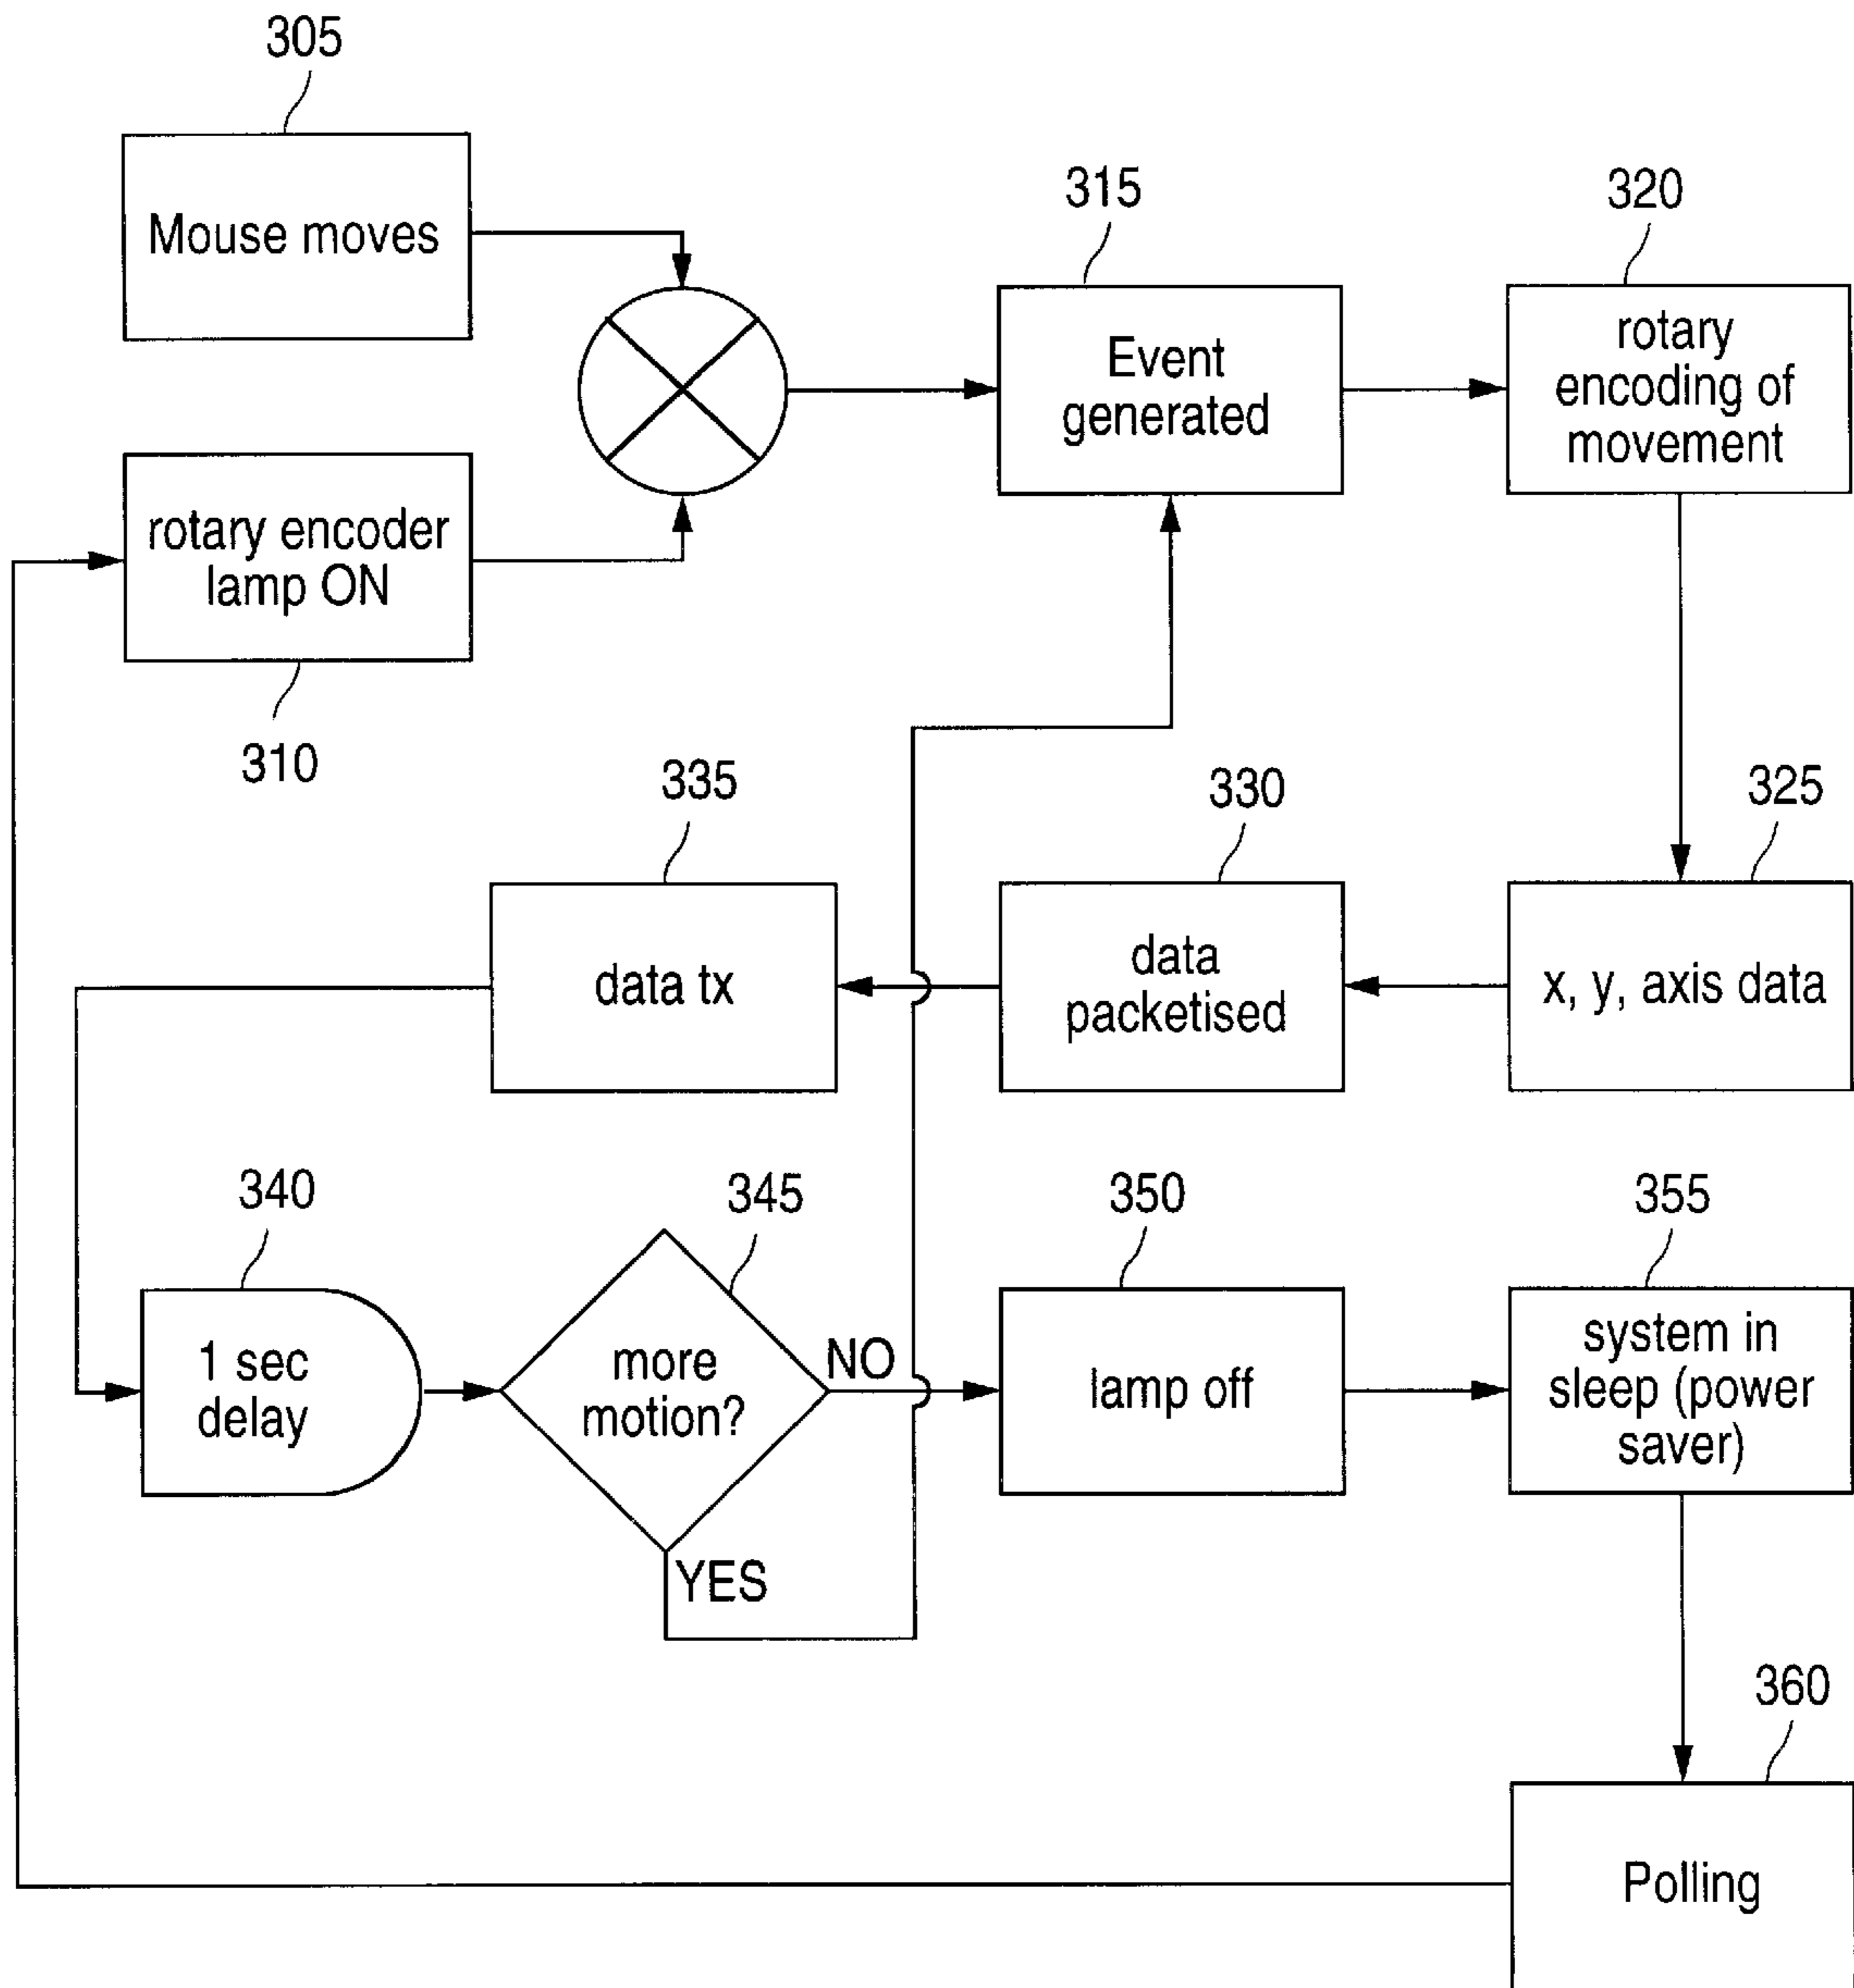 305
Mouse moves
315
320
Event
generated
rotary
encoding of
movement
rotary encoder
lamp ON
310
335
330
325
data tx
data
packetised
x, y, axis data
340
345
350
355
1 sec
delay
more
motion?
NO
YES
lamp off
system in
sleep (power
saver)
360
Polling